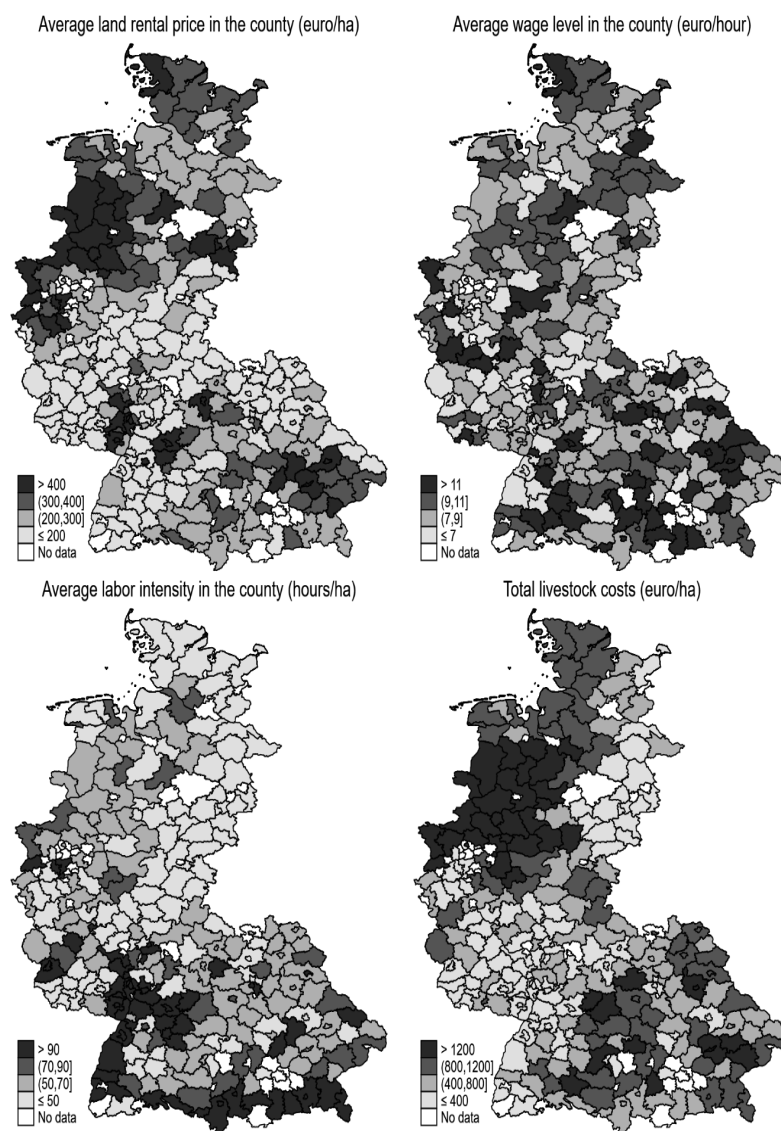 Average land rental price in the county (euro/ha)
> 400
(300,400]
(200,300]
≤ 200
No data
Average wage level in the county (euro/hour)
> 11
(9,11]
(7,9]
≤ 7
No data
Average labor intensity in the county (hours/ha)
> 90
(70,90]
(50,70]
≤ 50
No data
Total livestock costs (euro/ha)
> 1200
(800,1200]
(400,800]
≤ 400
No data